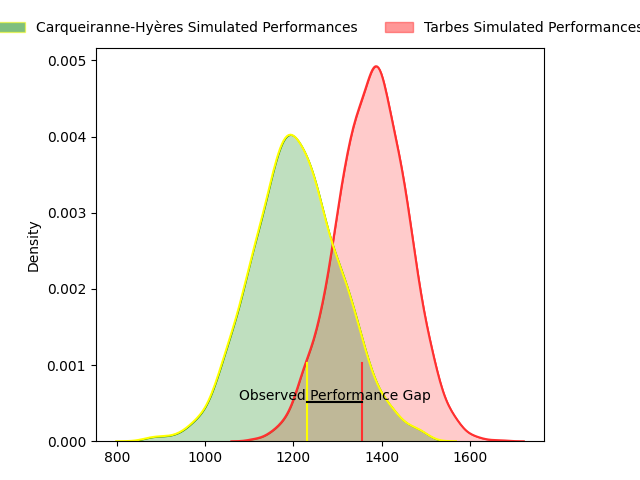 Carqueiranne-Hyères Simulated Performances
Tarbes Simulated Performances
0.005
0.004
0.003
0.002
0.001
0.000
Density
Observed Performance Gap
800 1000 1200 1400 1600